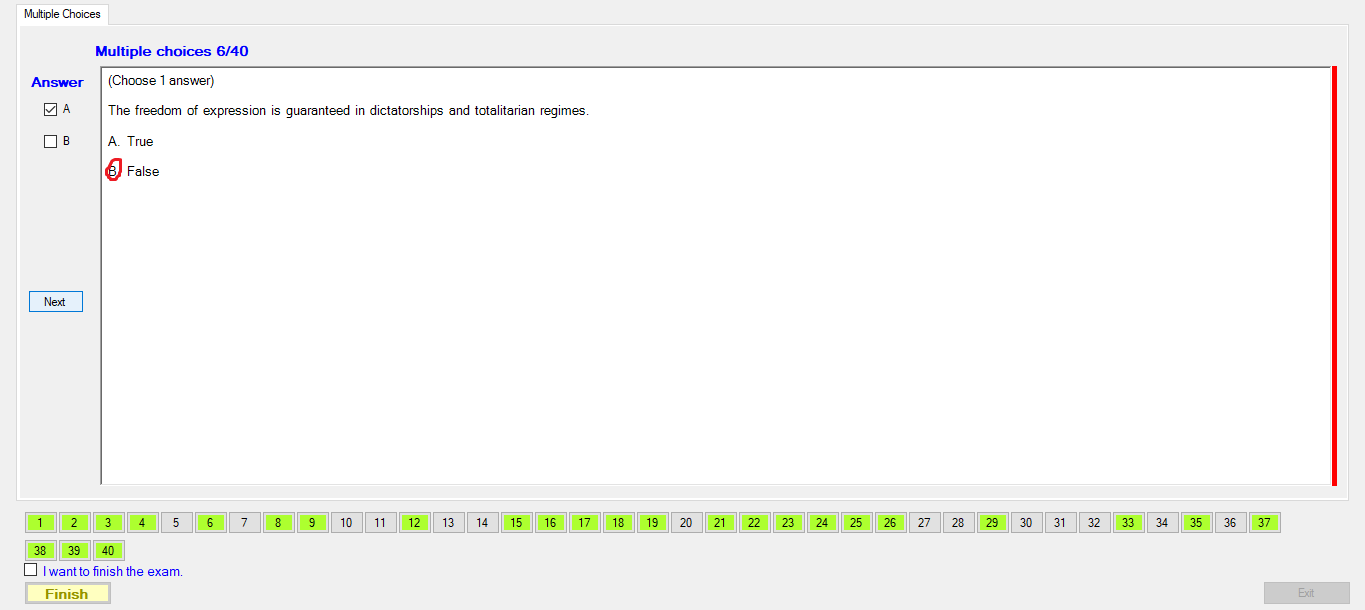 Multiple Choices
Multiple choices 6/40
Answer
(Choose 1 answer)
A
The freedom of expression is guaranteed in dictatorships and totalitarian regimes.
B
A. True
B. False
Next
1 2 3 4 5 6 7 8 9 10 11 12 13 14 15 16 17 18 19 20 21 22 23 24 25 26 27 28 29 30 31 32 33 34 35 36 37
38 39 40
I want to finish the exam.
Finish
Exit